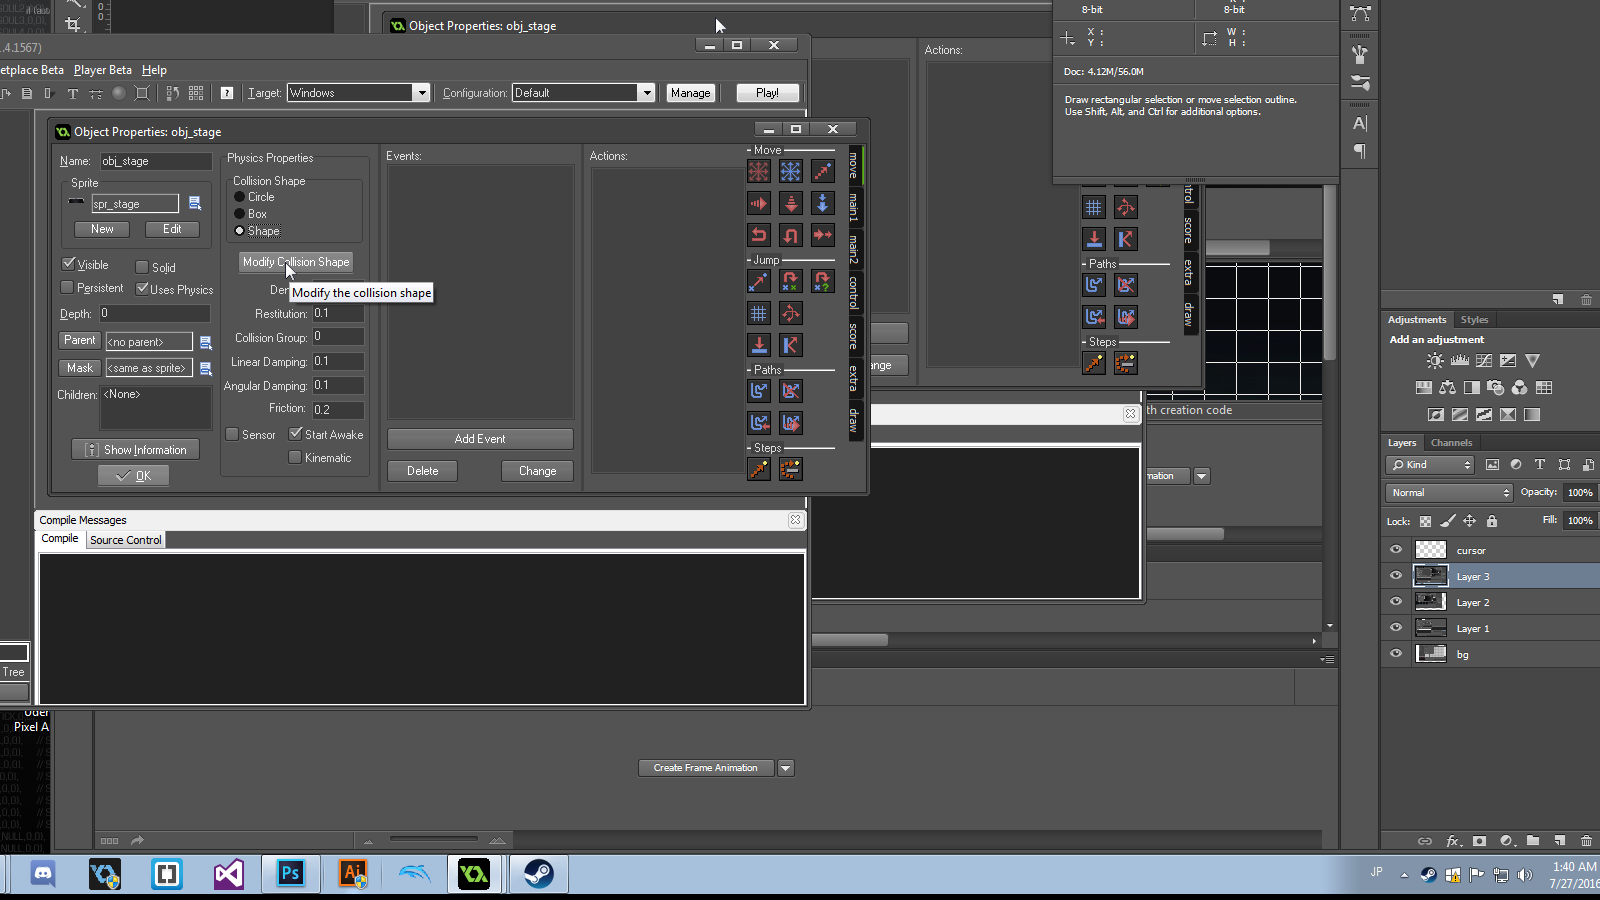 Object Properties: obj_stage
8-bit
8-bit
.4.1567)
Actions:
X :
Y :
W :
H :
etplace Beta Player Beta Help
Doc: 4.12M/56.0M
Target: Windows
Configuration: Default
Manage
Play!
Draw rectangular selection or move selection outline.
Use Shift, Alt, and Ctrl for additional options.
Object Properties: obj_stage
Name: obj_stage
Physics Properties
Events:
Actions:
Move
move
main1
main2
control
score
extra
draw
Sprite
spr_stage
New
Edit
Collision Shape
Circle
Box
Shape
Modify Collision Shape
Modify the collision shape
Visible
Solid
Persistent
Uses Physics
Depth: 0
Parent <no parent>
Mask <same as sprite>
Children: <None>
Show Information
OK
Den
Restitution: 0.1
Collision Group: 0
Linear Damping: 0.1
Angular Damping: 0.1
Friction: 0.2
Sensor
Start Awake
Kinematic
Add Event
Delete
Change
Jump
Paths
Steps
ntrol
score
extra
draw
Paths
Steps
ange
th creation code
mation
Adjustments Styles
Add an adjustment
Layers Channels
Kind
Normal
Opacity: 100%
Lock:
Fill: 100%
cursor
Layer 3
Layer 2
Layer 1
bg
Compile Messages
Compile
Source Control
Tree
Uder
Pixel A
Create Frame Animation
fx
Ps
Ai
JP
1:40 AM
7/27/2016